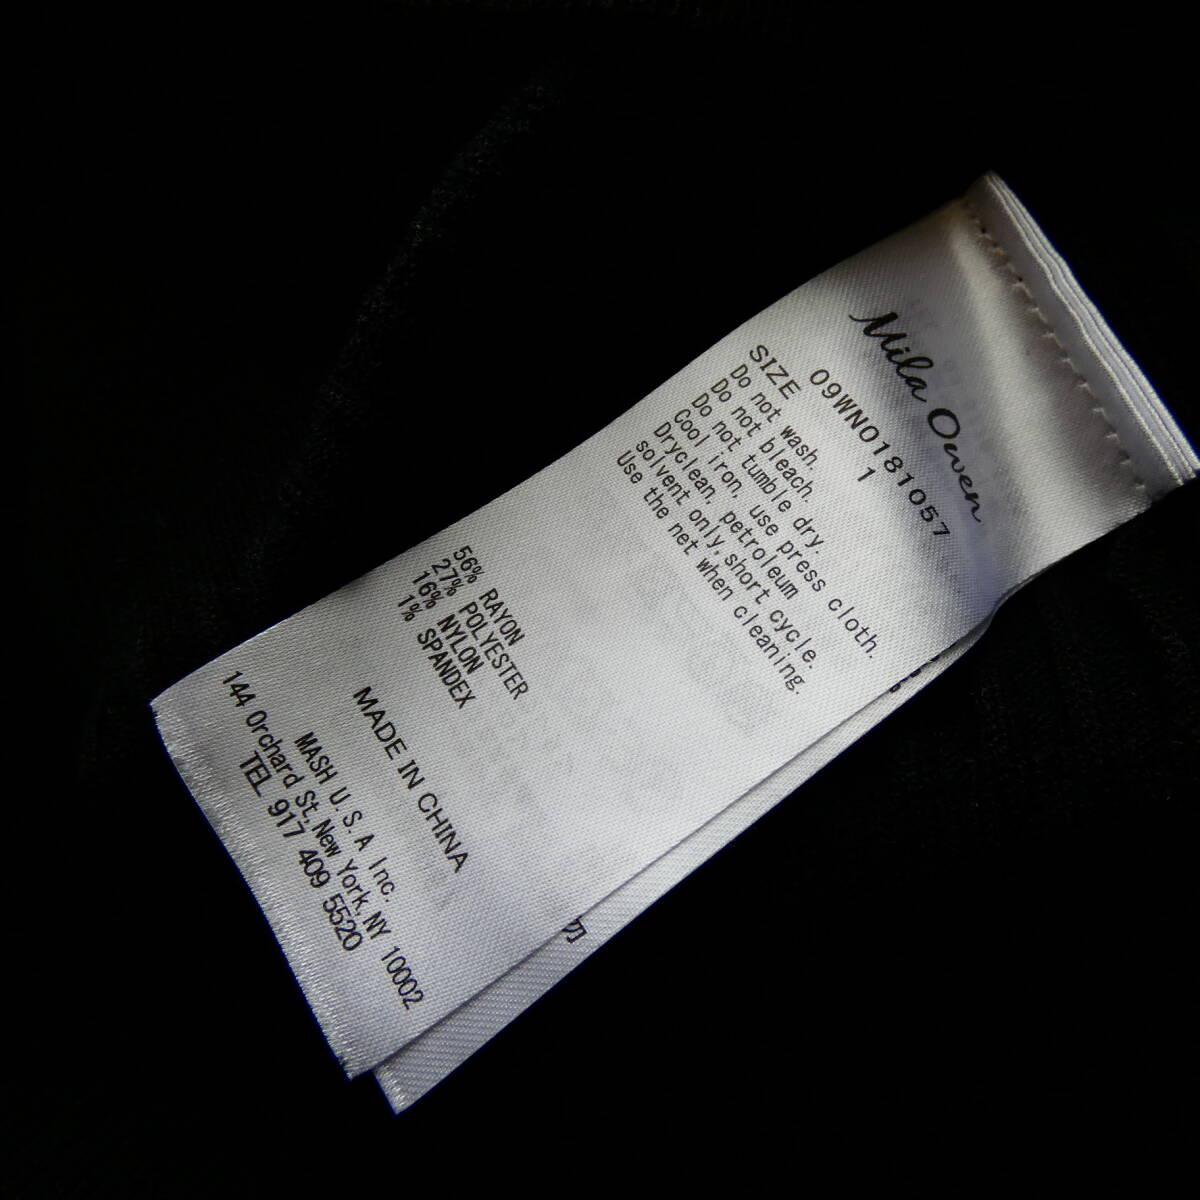 Mila Owen
09WNO181057
SIZE 1
Do not wash.
Do not bleach.
Do not tumble dry.
Cool iron, use press cloth.
Dryclean, petroleum
solvent only,short cycle.
Use the net when cleaning.
56% RAYON
27% POLYESTER
16% NYLON
1% SPANDEX
MADE IN CHINA
MASH U.S.A Inc.
144 Orchard St,New York,NY 10002
TEL 917 409 5520